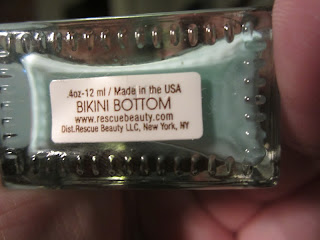 .4oz-12 ml / Made in the USA
BIKINI BOTTOM
www.rescuebeauty.com
Dist.Rescue Beauty LLC, New York, NY